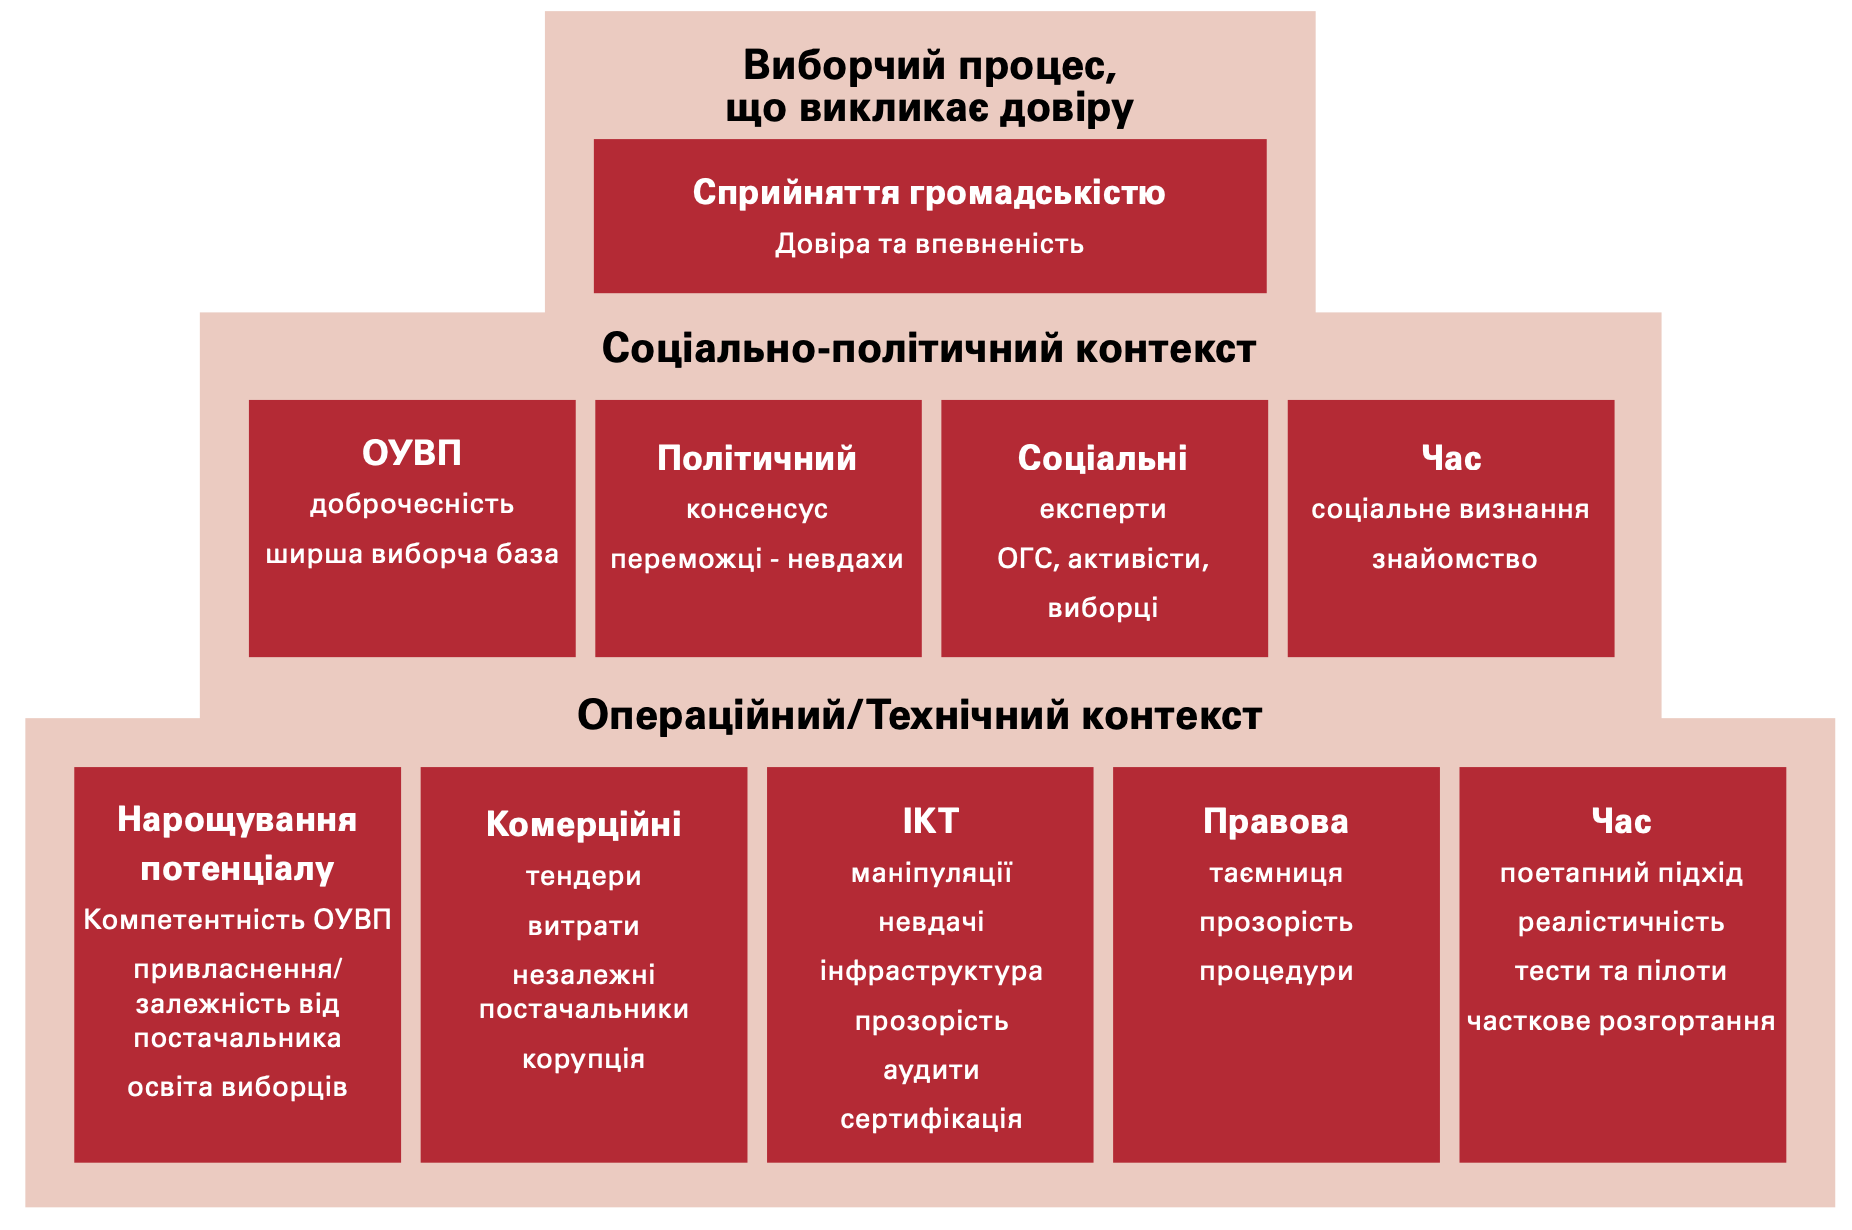 Виборчий процес,
що викликає довіру
Сприйняття громадськістю
Довіра та впевненість
Соціально-політичний контекст
ОУВП
доброчесність
ширша виборча база
Політичний
консенсус
переможці - невдахи
Соціальні
експерти
ОГС, активісти,
виборці
Час
соціальне визнання
знайомство
Операційний/Технічний контекст
Нарощування
потенціалу
Компетентність ОУВП
привласнення/
залежність від
постачальника
освіта виборців
Комерційні
тендери
витрати
незалежні
постачальники
корупція
ІКТ
маніпуляції
невдачі
інфраструктура
прозорість
аудити
сертифікація
Правова
таємниця
прозорість
процедури
Час
поетапний підхід
реалістичність
тести та пілоти
часткове розгортання